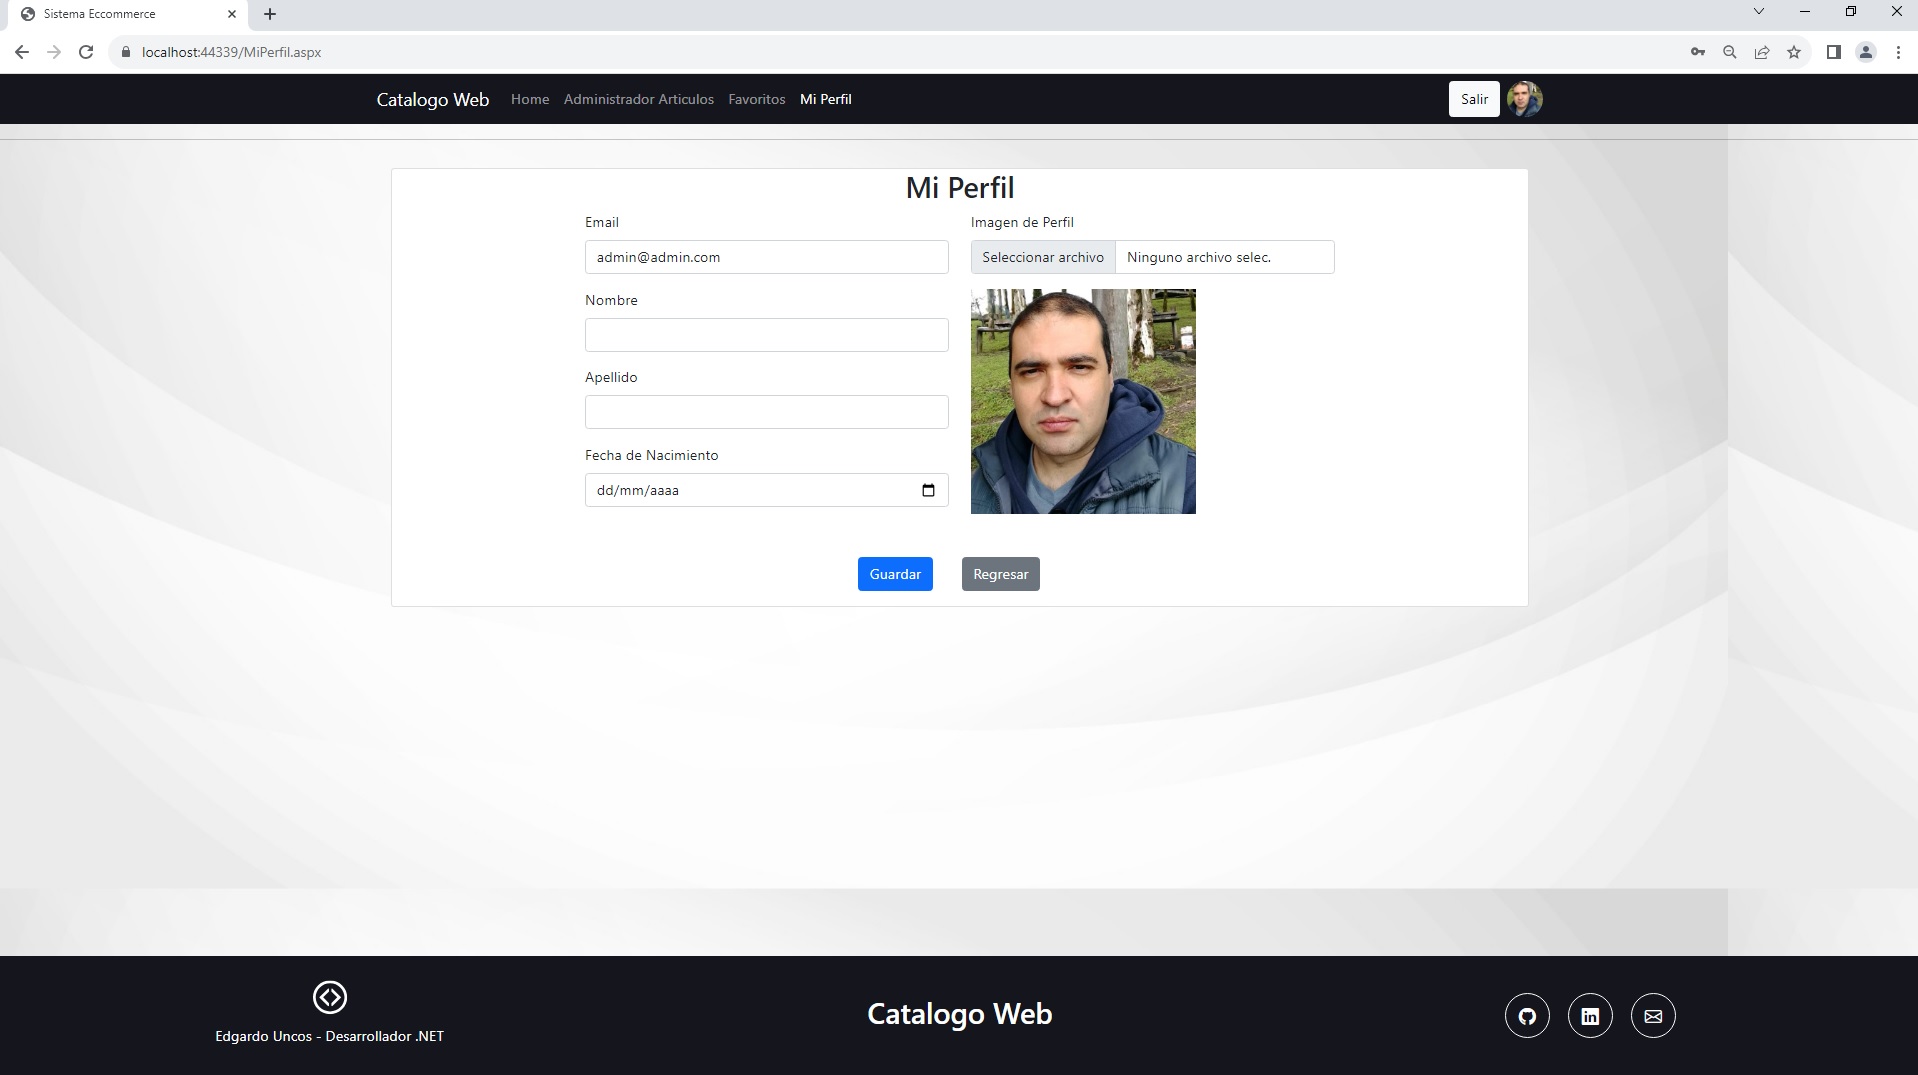 Sistema Eccommerce
localhost:44339/MiPerfil.aspx
Catalogo Web Home Administrador Articulos Favoritos Mi Perfil Salir
Mi Perfil
Email
admin@admin.com
Nombre
Apellido
Fecha de Nacimiento
dd/mm/aaaa
Imagen de Perfil
Seleccionar archivo Ninguno archivo selec.
Guardar Regresar
Edgardo Uncos - Desarrollador .NET
Catalogo Web
in